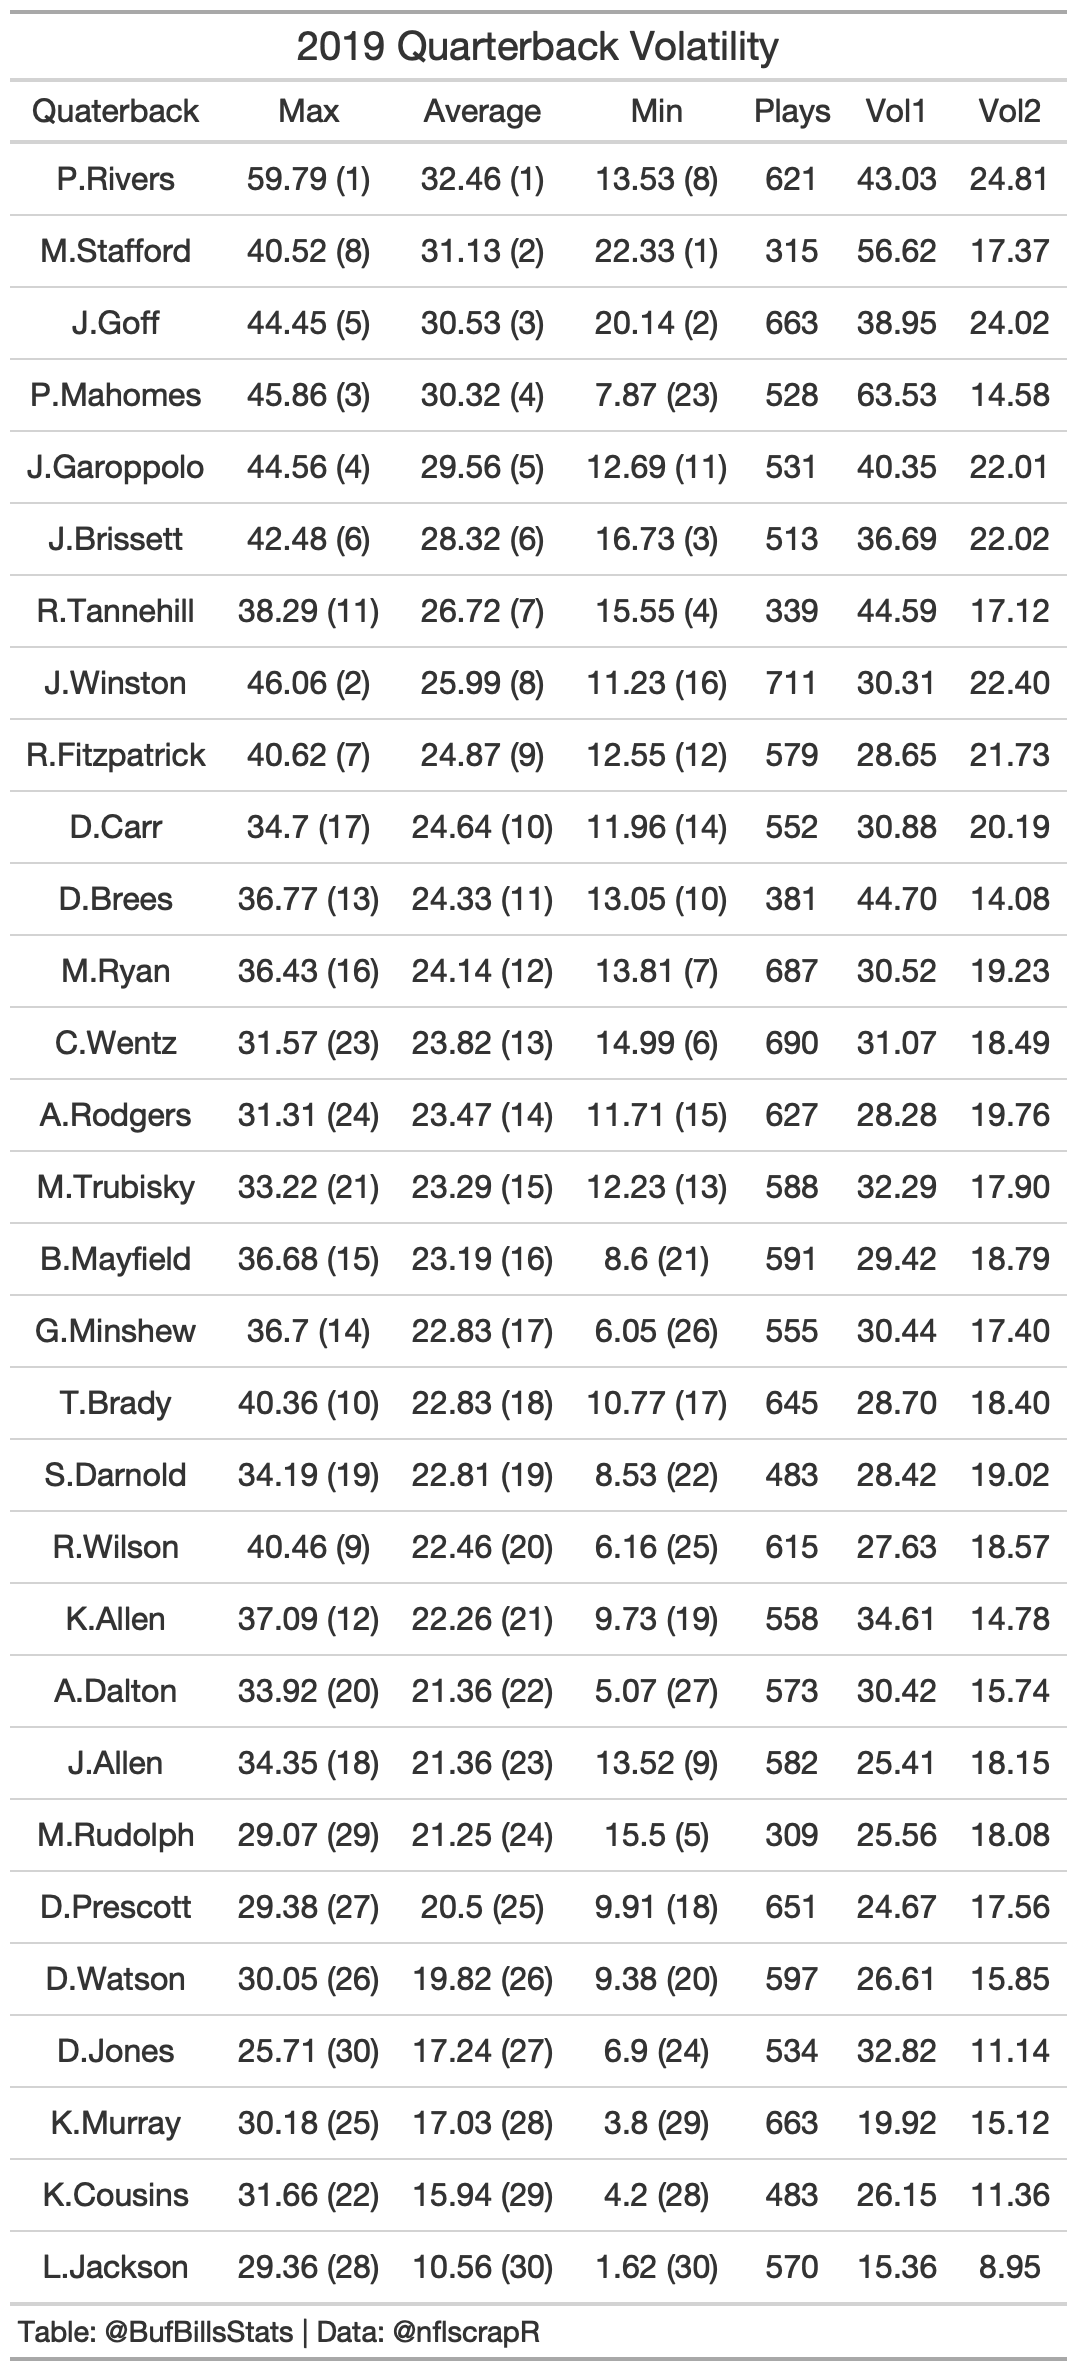 2019 Quarterback Volatility
Quaterback Max Average Min Plays Vol1 Vol2
P.Rivers 59.79 (1) 32.46 (1) 13.53 (8) 621 43.03 24.81
M.Stafford 40.52 (8) 31.13 (2) 22.33 (1) 315 56.62 17.37
J.Goff 44.45 (5) 30.53 (3) 20.14 (2) 663 38.95 24.02
P.Mahomes 45.86 (3) 30.32 (4) 7.87 (23) 528 63.53 14.58
J.Garoppolo 44.56 (4) 29.56 (5) 12.69 (11) 531 40.35 22.01
J.Brissett 42.48 (6) 28.32 (6) 16.73 (3) 513 36.69 22.02
R.Tannehill 38.29 (11) 26.72 (7) 15.55 (4) 339 44.59 17.12
J.Winston 46.06 (2) 25.99 (8) 11.23 (16) 711 30.31 22.40
R.Fitzpatrick 40.62 (7) 24.87 (9) 12.55 (12) 579 28.65 21.73
D.Carr 34.7 (17) 24.64 (10) 11.96 (14) 552 30.88 20.19
D.Brees 36.77 (13) 24.33 (11) 13.05 (10) 381 44.70 14.08
M.Ryan 36.43 (16) 24.14 (12) 13.81 (7) 687 30.52 19.23
C.Wentz 31.57 (23) 23.82 (13) 14.99 (6) 690 31.07 18.49
A.Rodgers 31.31 (24) 23.47 (14) 11.71 (15) 627 28.28 19.76
M.Trubisky 33.22 (21) 23.29 (15) 12.23 (13) 588 32.29 17.90
B.Mayfield 36.68 (15) 23.19 (16) 8.6 (21) 591 29.42 18.79
G.Minshew 36.7 (14) 22.83 (17) 6.05 (26) 555 30.44 17.40
T.Brady 40.36 (10) 22.83 (18) 10.77 (17) 645 28.70 18.40
S.Darnold 34.19 (19) 22.81 (19) 8.53 (22) 483 28.42 19.02
R.Wilson 40.46 (9) 22.46 (20) 6.16 (25) 615 27.63 18.57
K.Allen 37.09 (12) 22.26 (21) 9.73 (19) 558 34.61 14.78
A.Dalton 33.92 (20) 21.36 (22) 5.07 (27) 573 30.42 15.74
J.Allen 34.35 (18) 21.36 (23) 13.52 (9) 582 25.41 18.15
M.Rudolph 29.07 (29) 21.25 (24) 15.5 (5) 309 25.56 18.08
D.Prescott 29.38 (27) 20.5 (25) 9.91 (18) 651 24.67 17.56
D.Watson 30.05 (26) 19.82 (26) 9.38 (20) 597 26.61 15.85
D.Jones 25.71 (30) 17.24 (27) 6.9 (24) 534 32.82 11.14
K.Murray 30.18 (25) 17.03 (28) 3.8 (29) 663 19.92 15.12
K.Cousins 31.66 (22) 15.94 (29) 4.2 (28) 483 26.15 11.36
L.Jackson 29.36 (28) 10.56 (30) 1.62 (30) 570 15.36 8.95
Table: @BufBillsStats | Data: @nflscrapR